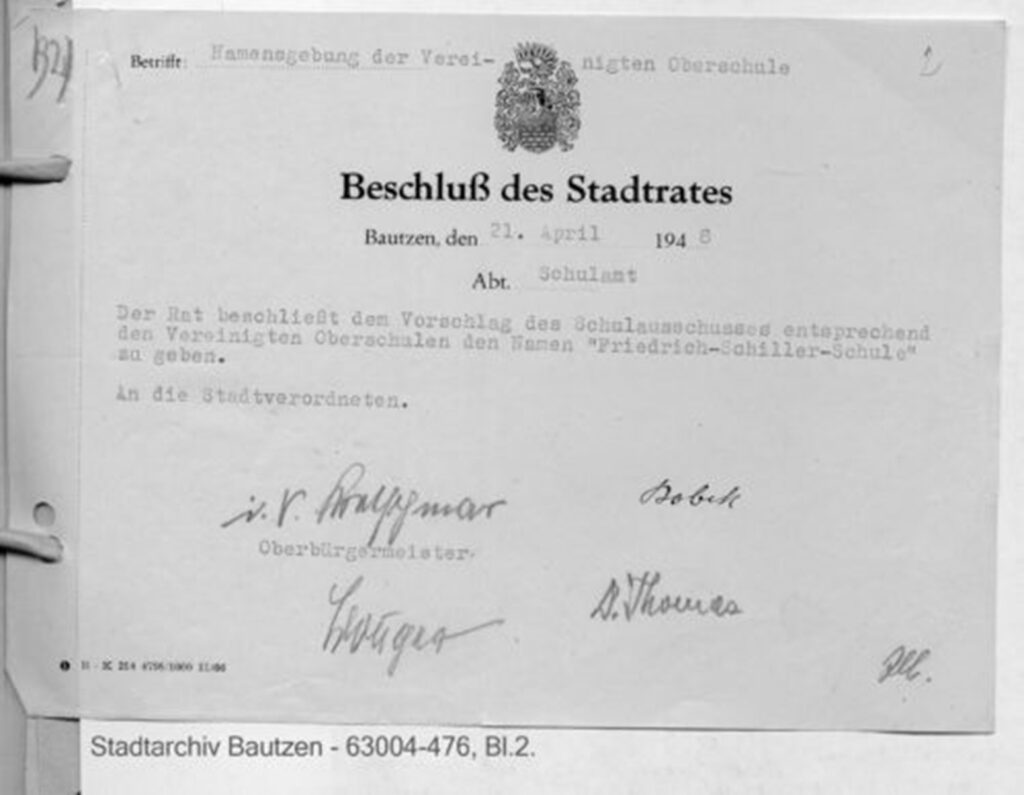 Betrifft: Namensgebung der Verei- nigten Oberschule
Beschluß des Stadtrates
Bautzen, den 21. April 1948
Abt. Schulamt
Der Rat beschließt dem Vorschlag des Schulausschusses entsprechend
den Vereinigten Oberschulen den Namen "Friedrich-Schiller-Schule"
zu geben.
An die Stadtverordneten.
i.V. Bobek
Oberbürgermeister
D. Thomas
Stadtarchiv Bautzen - 63004-476, Bl.2.